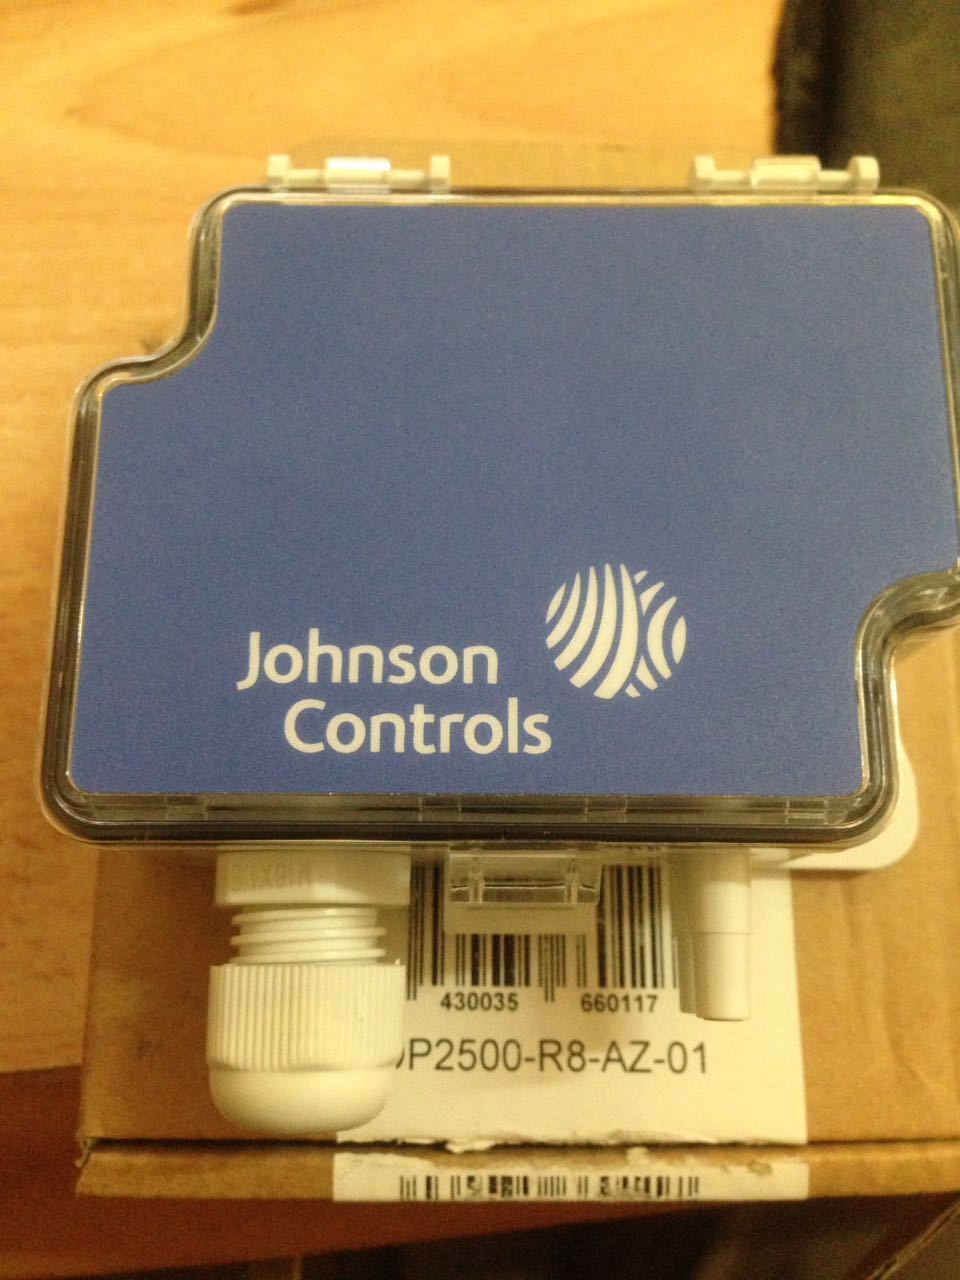 Johnson
Controls
430035 660117
P2500-R8-AZ-01